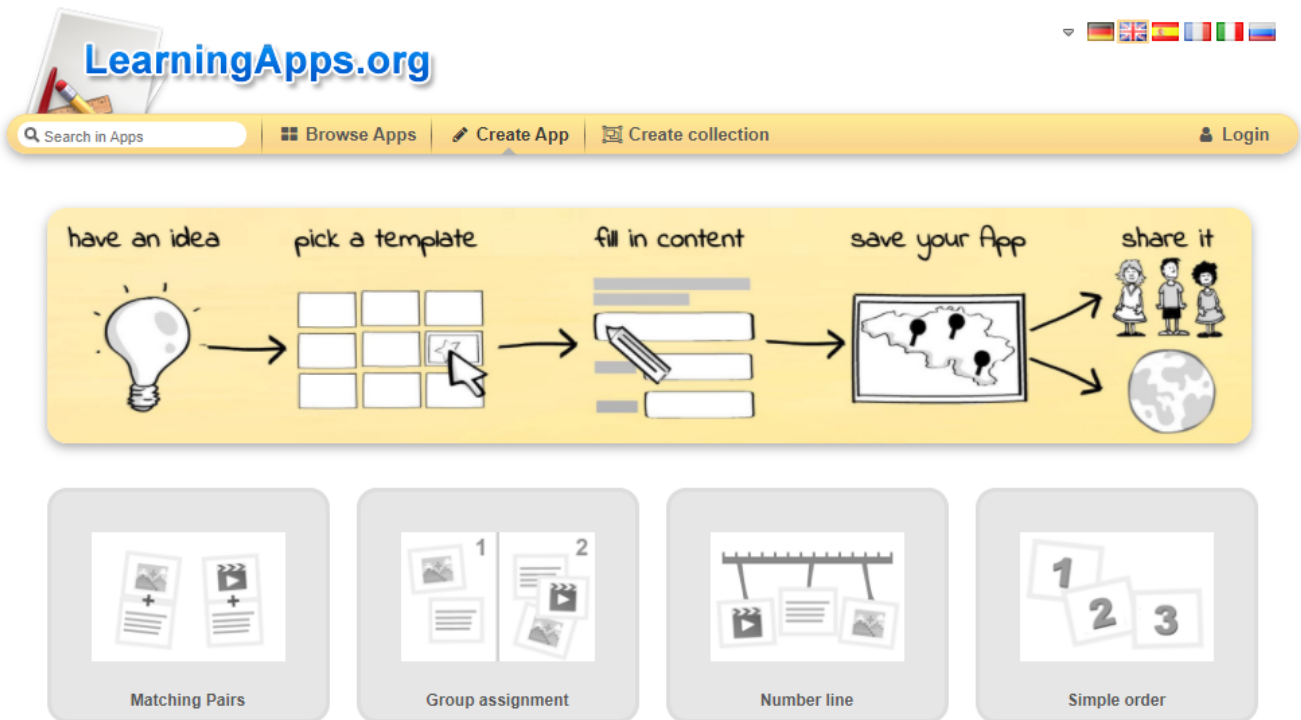 LearningApps.org
Search in Apps
Browse Apps
Create App
Create collection
Login
have an idea
pick a template
fill in content
save your App
share it
1
2
1
2
3
Matching Pairs
Group assignment
Number line
Simple order